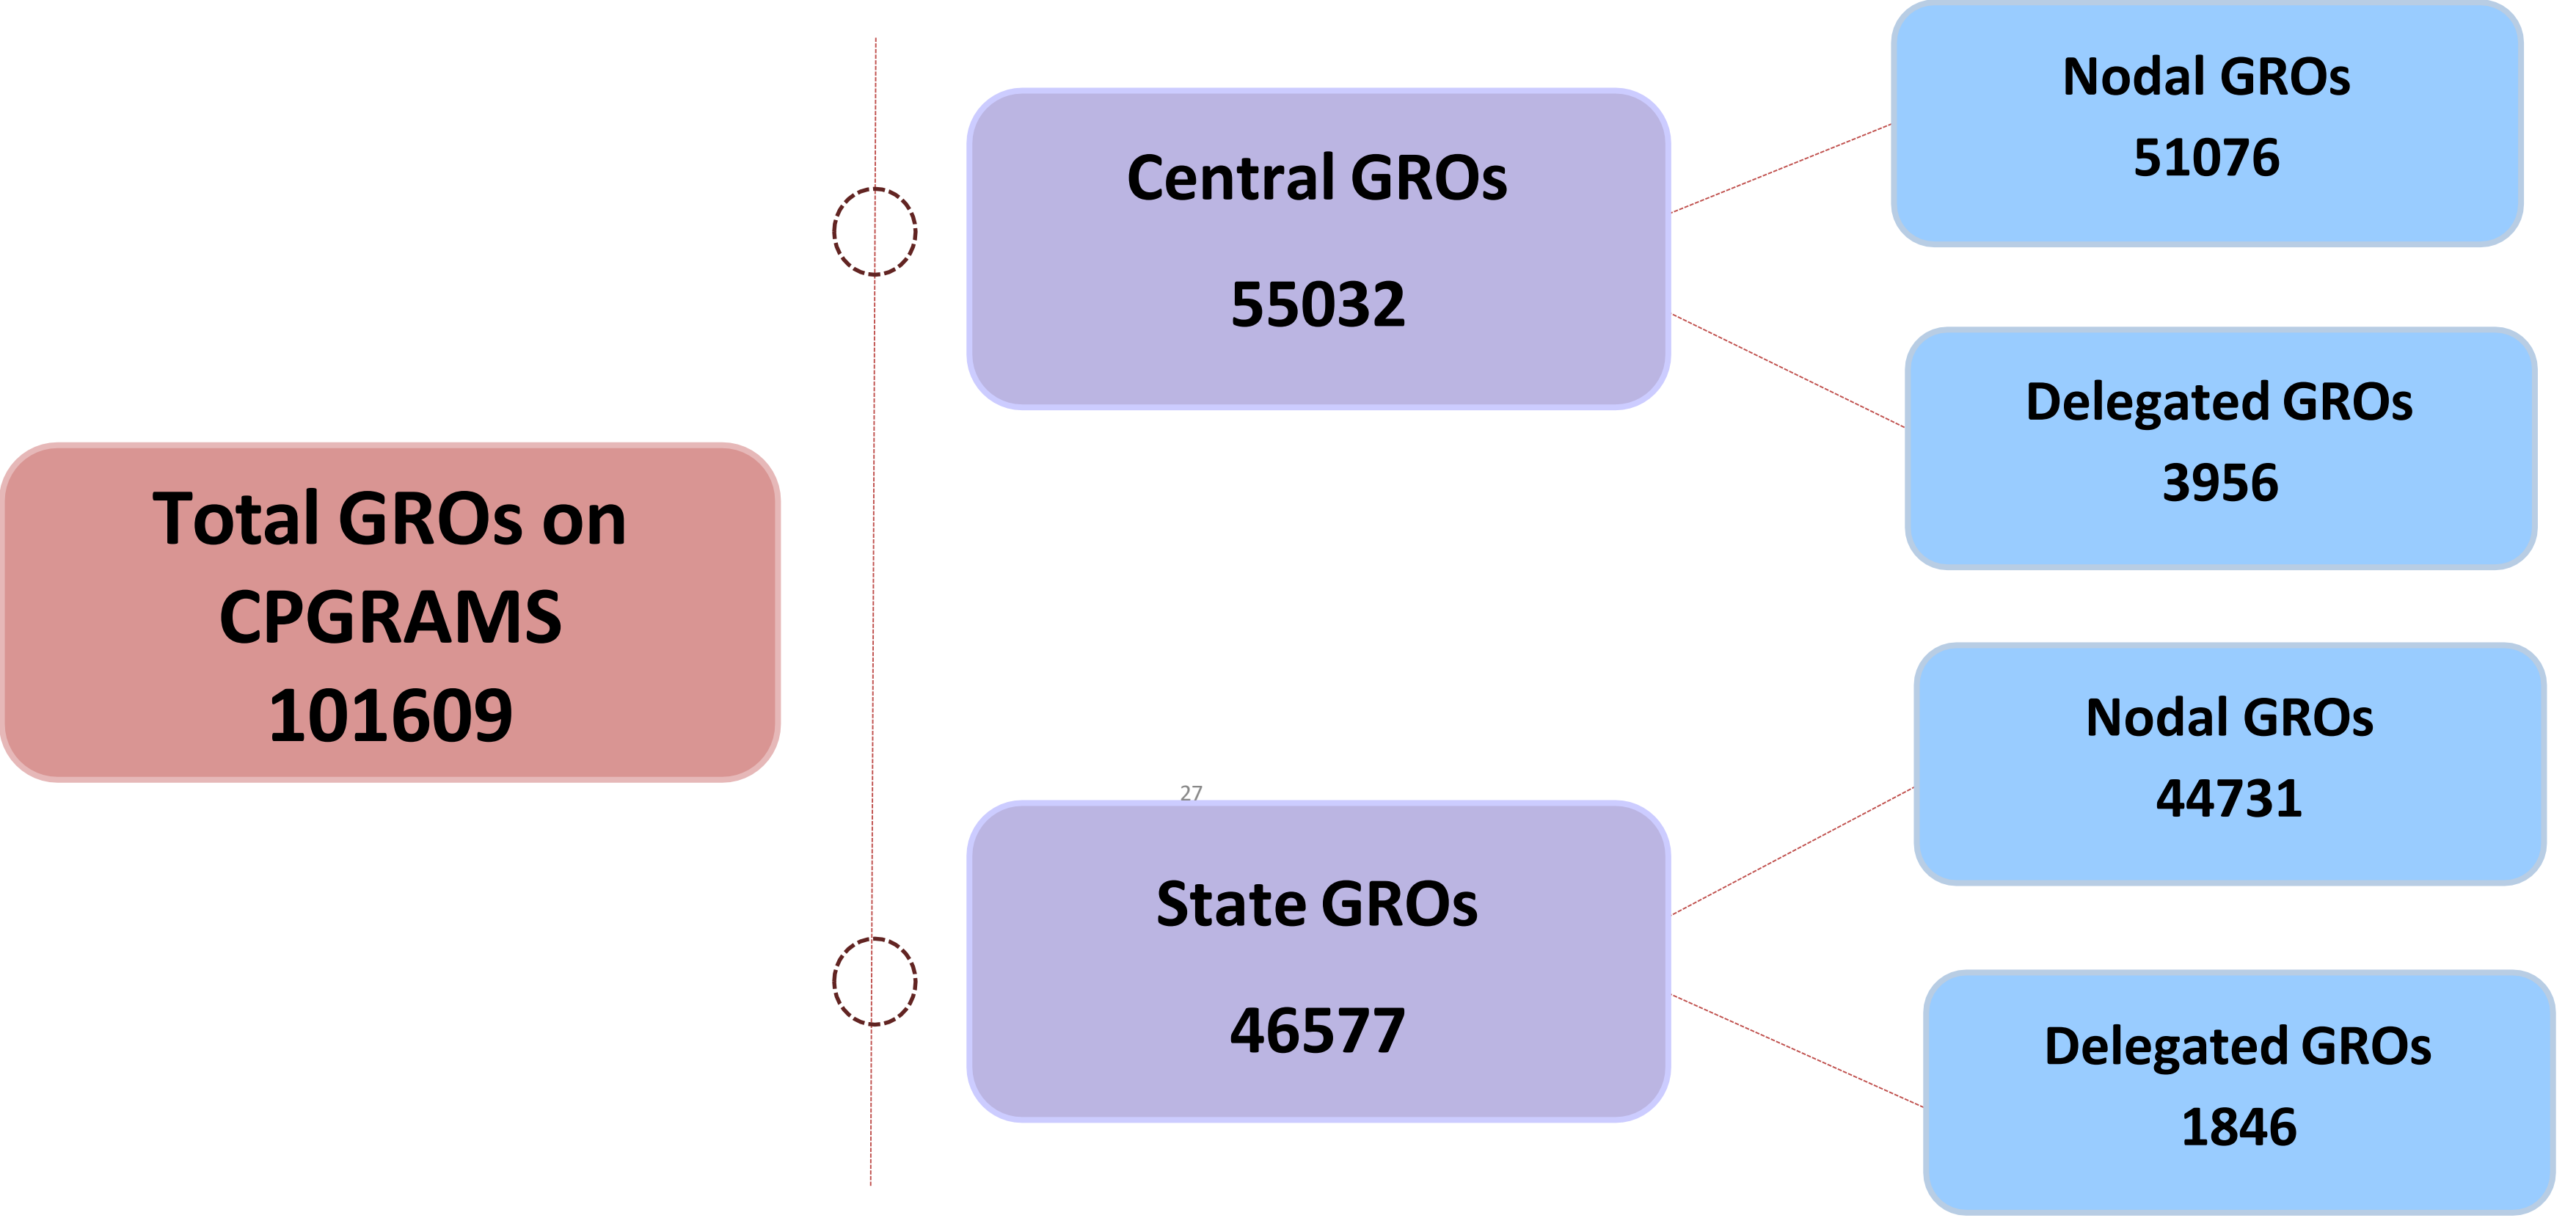 Total GROs on
CPGRAMS
101609
Central GROs
55032
Nodal GROs
51076
Delegated GROs
3956
27
State GROs
46577
Nodal GROs
44731
Delegated GROs
1846